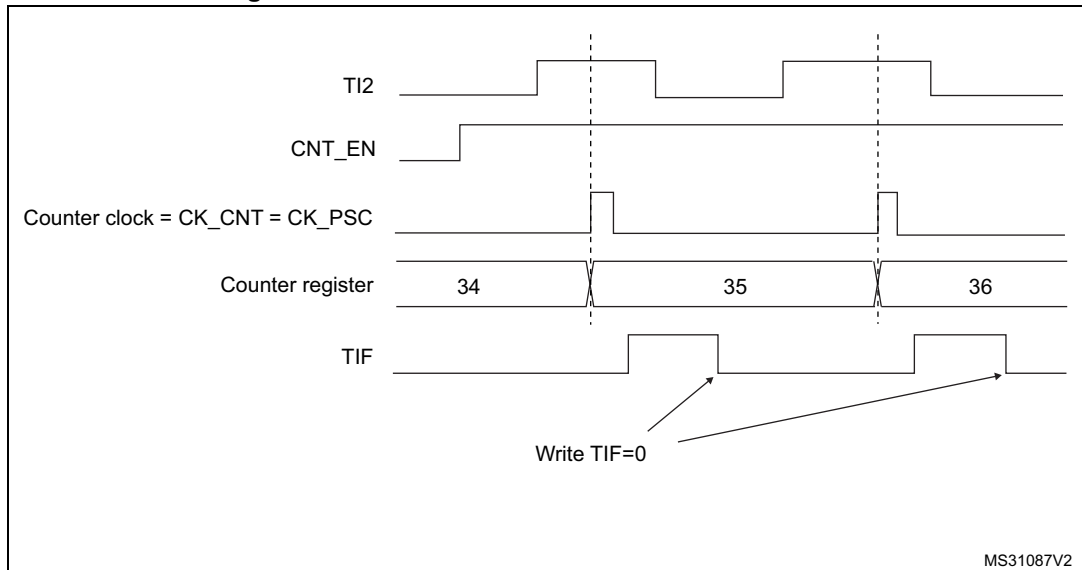 TI2
CNT_EN
Counter clock = CK_CNT = CK_PSC
Counter register 34 35 36
TIF
Write TIF=0
MS31087V2